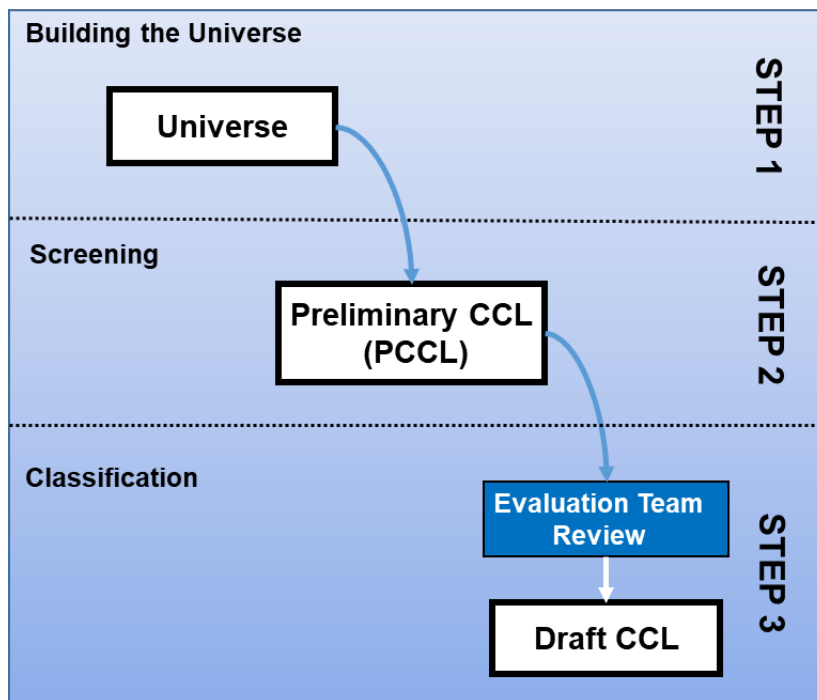 Building the Universe
Universe
STEP 1
Screening
Preliminary CCL
(PCCL)
STEP 2
Classification
Evaluation Team
Review
Draft CCL
STEP 3